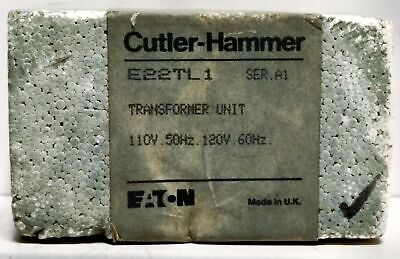 Cutler-Hammer
E22TL1 SER.A1
TRANSFORMER UNIT
110V.50Hz.120V.60Hz.
EATON Made in U.K.